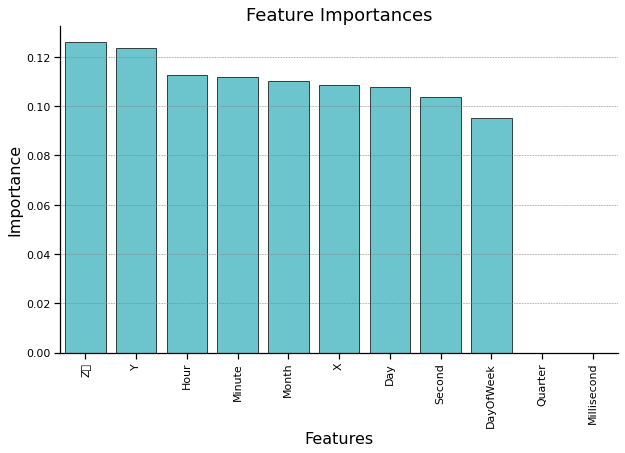 Feature Importances
Importance
0.12
0.10
0.08
0.06
0.04
0.02
0.00
Z
Y
Hour
Minute
Month
X
Day
Second
DayOfWeek
Quarter
Millisecond
Features